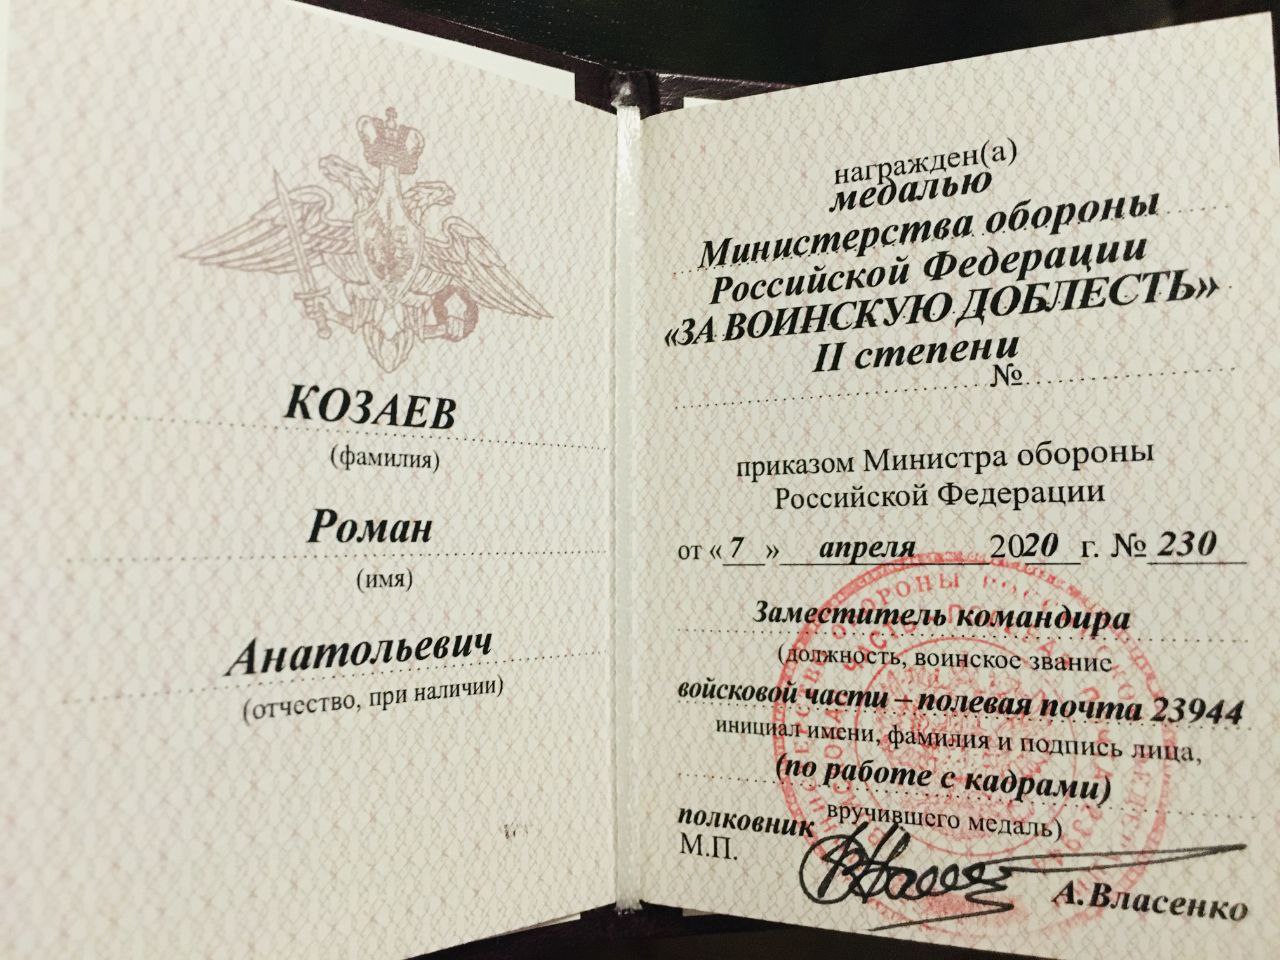 КОЗАЕВ
(фамилия)
Роман
(имя)
Анатольевич
(отчество, при наличии)
награжден(а)
медалью
Министерства обороны
Российской Федерации
«ЗА ВОИНСКУЮ ДОБЛЕСТЬ»
II степени
№
приказом Министра обороны
Российской Федерации
от « 7 » апреля 2020 г. № 230
Заместитель командира
(должность, воинское звание
войсковой части – полевая почта 23944
инициал имени, фамилия и подпись лица,
(по работе с кадрами)
вручившего медаль)
полковник
М.П.
А.Власенко
ОБОРОНЫ